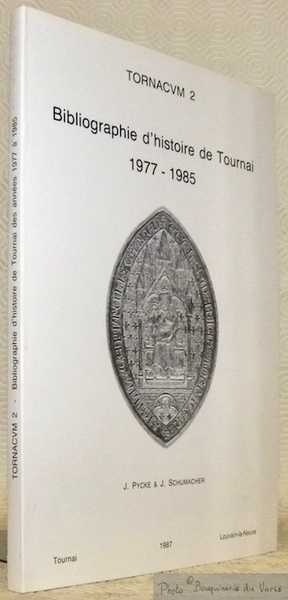 TORNACVM 2
Bibliographie d'histoire de Tournai
1977 - 1985
J. PYCKE & J. SCHUMACHER
Tournai
1987
Louvain-la-Neuve
TORNACVM 2 - Bibliographie d'histoire de Tournai des années 1977 à 1985
Photo © Bouquinerie du Varis